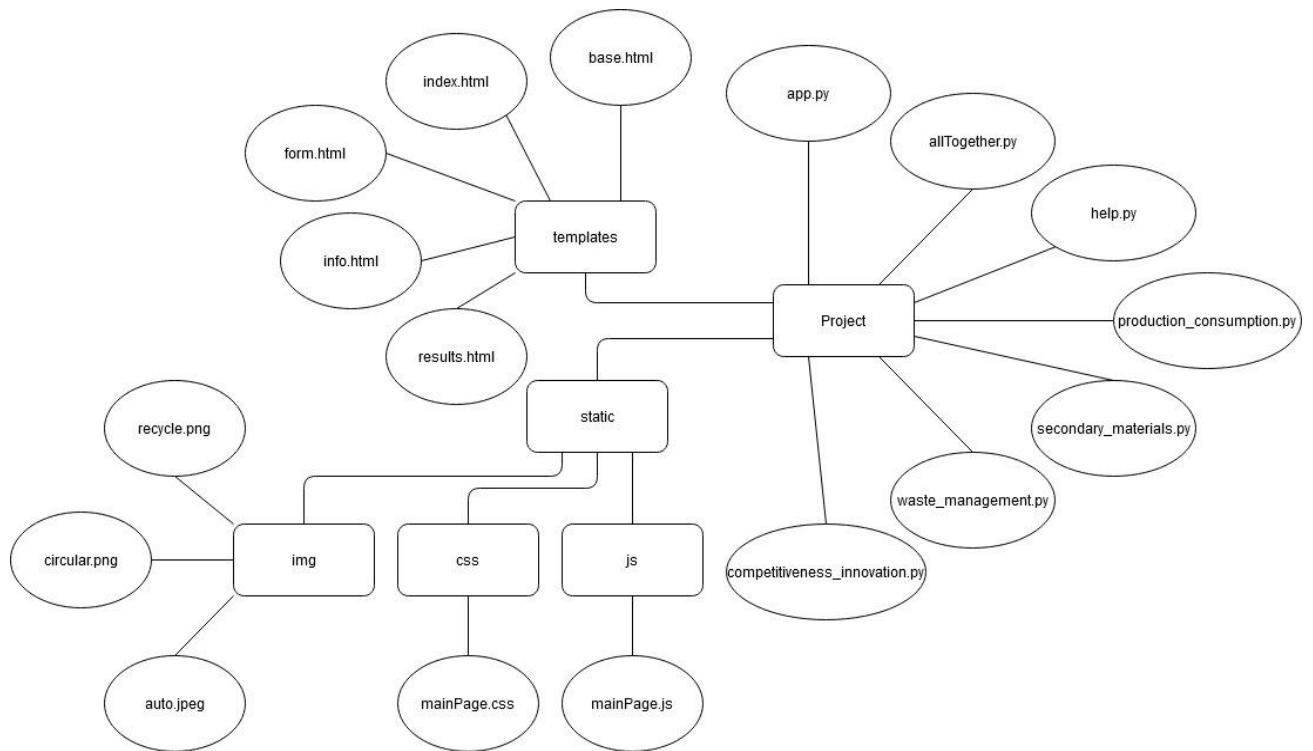 base.html
index.html
app.py
allTogether.py
form.html
help.py
templates
info.html
Project
production_consumption.py
results.html
static
recycle.png
secondary_materials.py
waste_management.py
circular.png
img
css
js
competitiveness_innovation.py
auto.jpeg
mainPage.css
mainPage.js